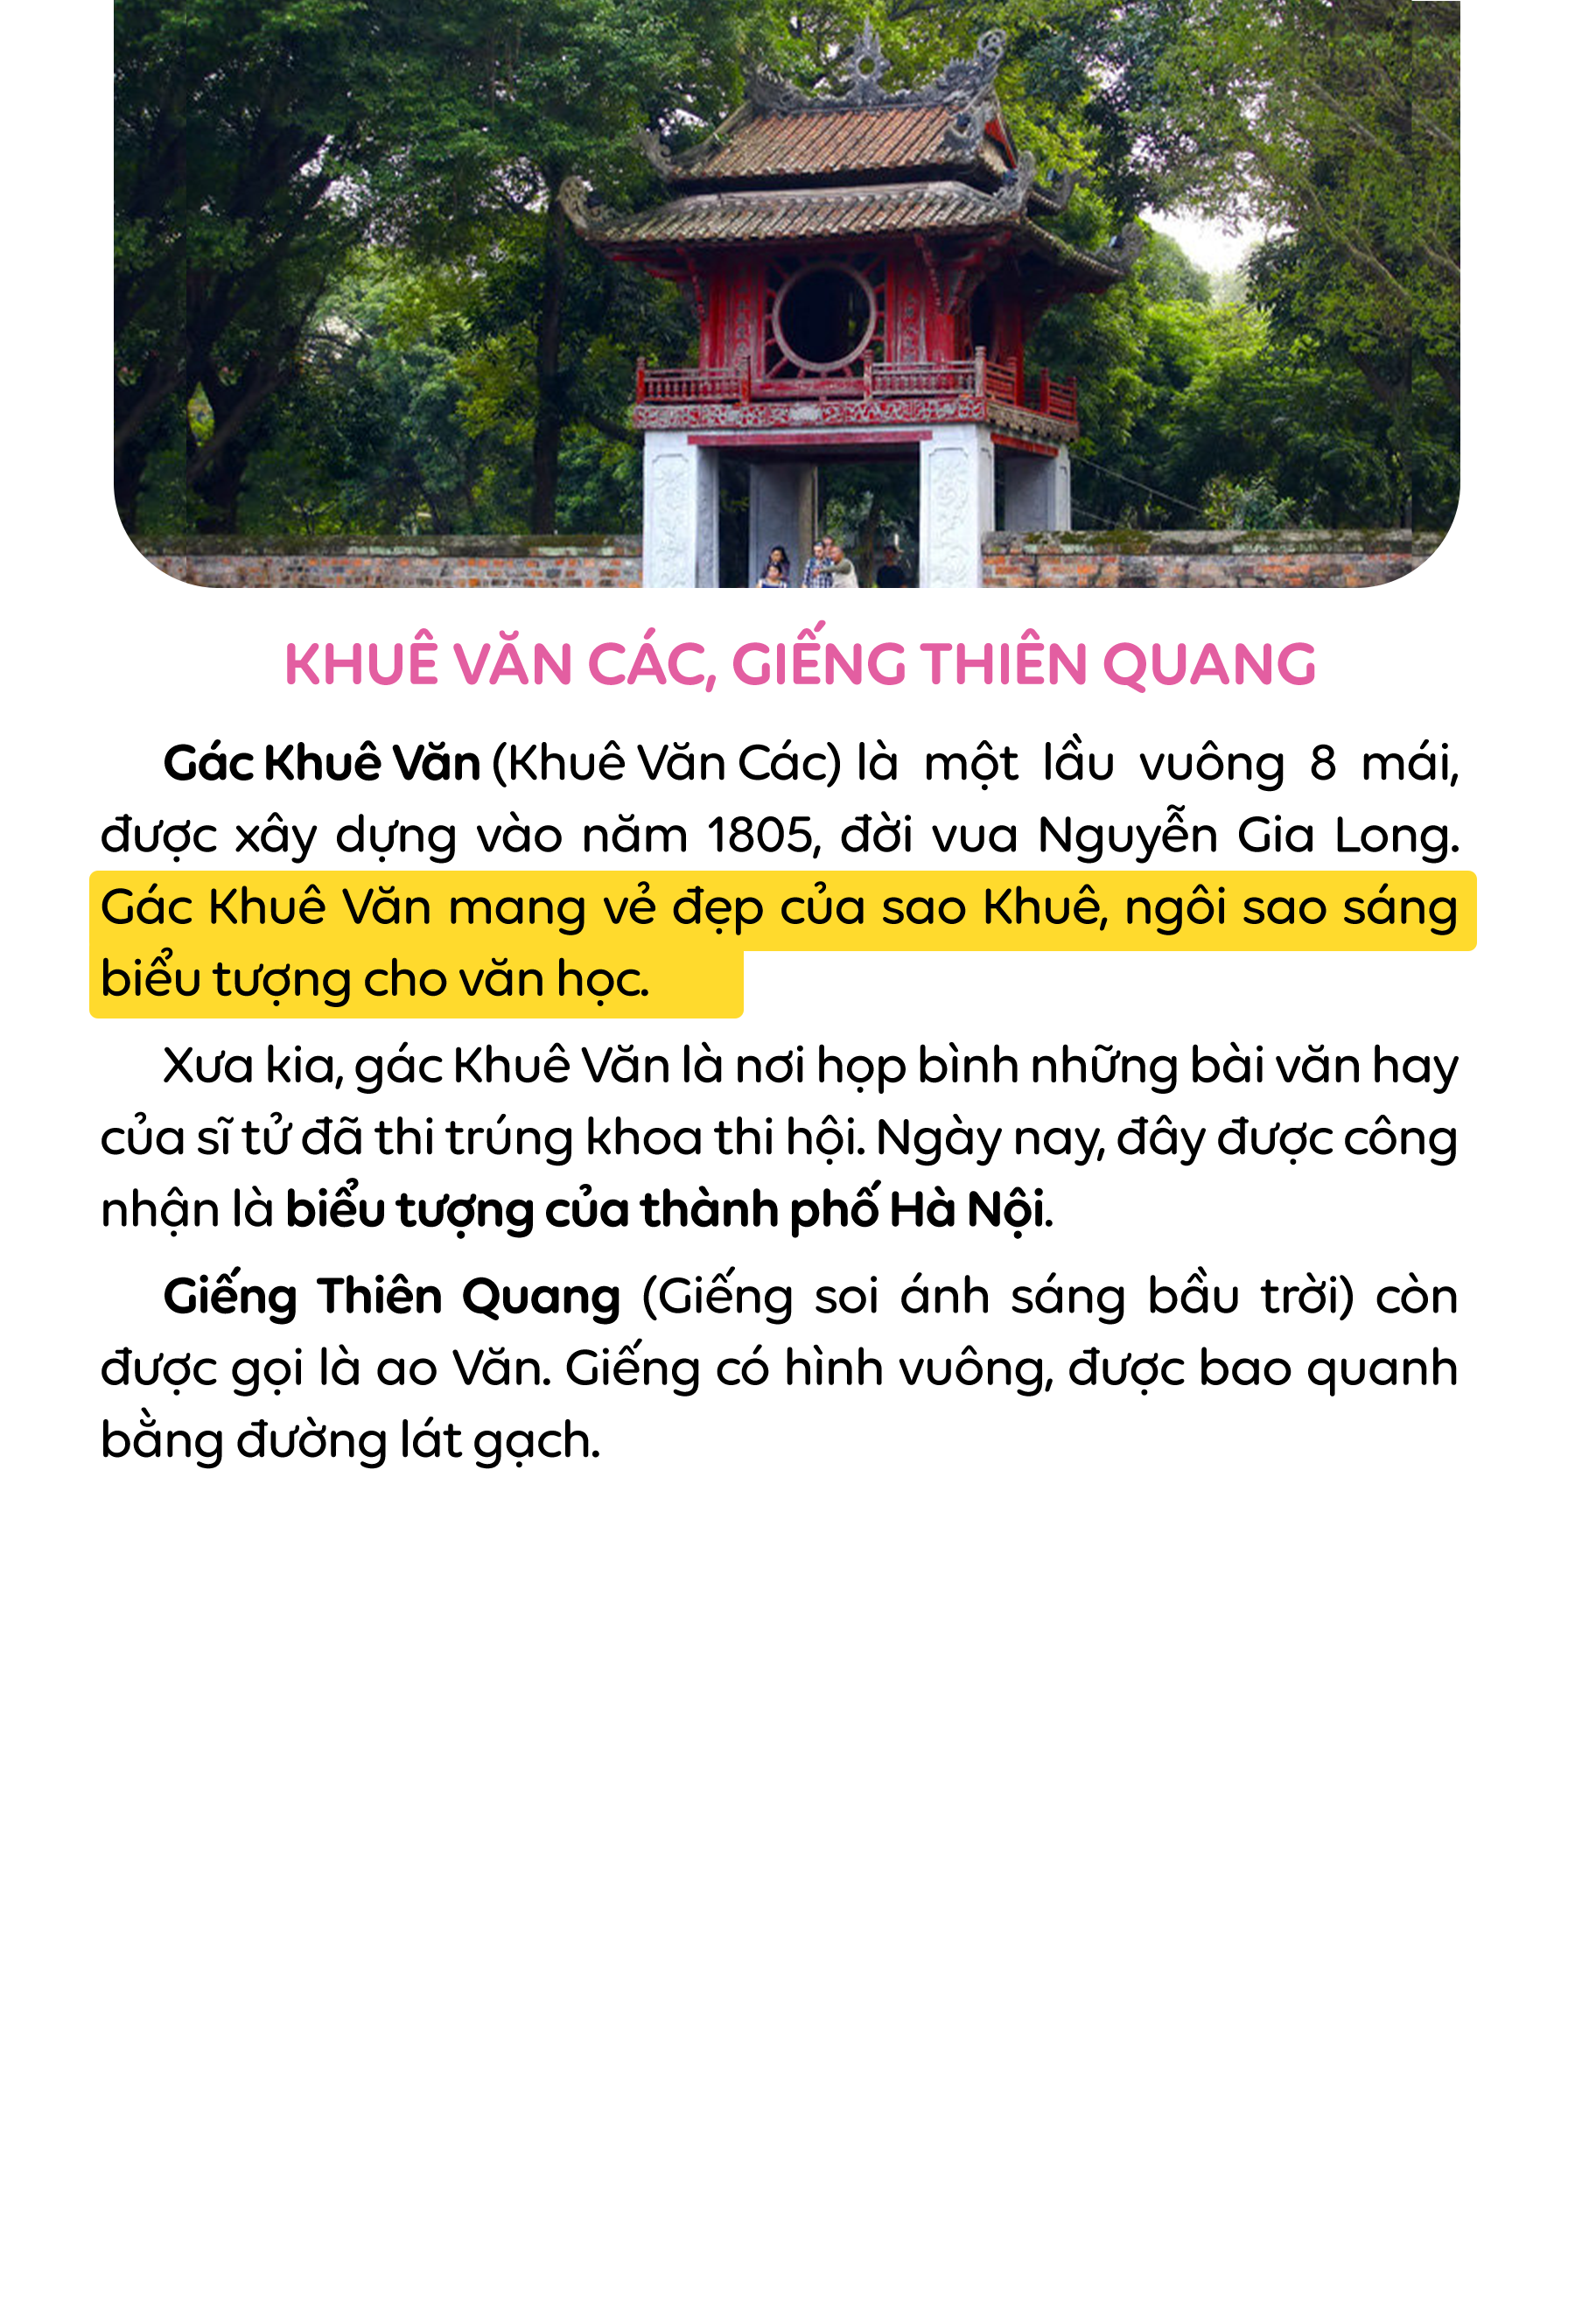 KHUÊ VĂN CÁC, GIẾNG THIÊN QUANG
Gác Khuê Văn (Khuê Văn Các) là một lầu vuông 8 mái,
được xây dựng vào năm 1805, đời vua Nguyễn Gia Long.
Gác Khuê Văn mang vẻ đẹp của sao Khuê, ngôi sao sáng
biểu tượng cho văn học.
Xưa kia, gác Khuê Văn là nơi họp bình những bài văn hay
của sĩ tử đã thi trúng khoa thi hội. Ngày nay, đây được công
nhận là biểu tượng của thành phố Hà Nội.
Giếng Thiên Quang (Giếng soi ánh sáng bầu trời) còn
được gọi là ao Văn. Giếng có hình vuông, được bao quanh
bằng đường lát gạch.